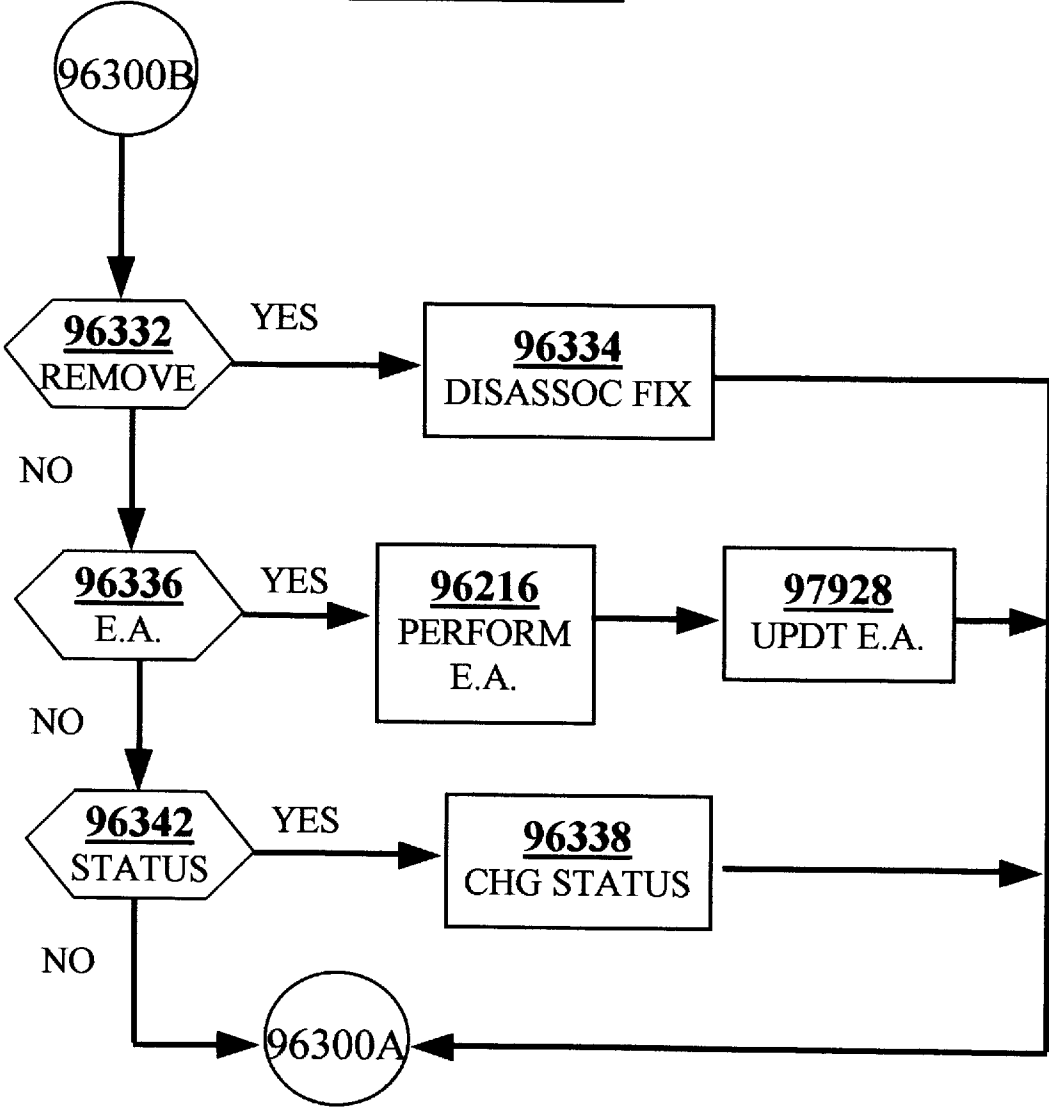 96300B
YES
96332
REMOVE
96334
DISASSOC FIX
NO
YES
96336
E.A.
96216
PERFORM
E.A.
97928
UPDT E.A.
NO
YES
96342
STATUS
96338
CHG STATUS
NO
96300A